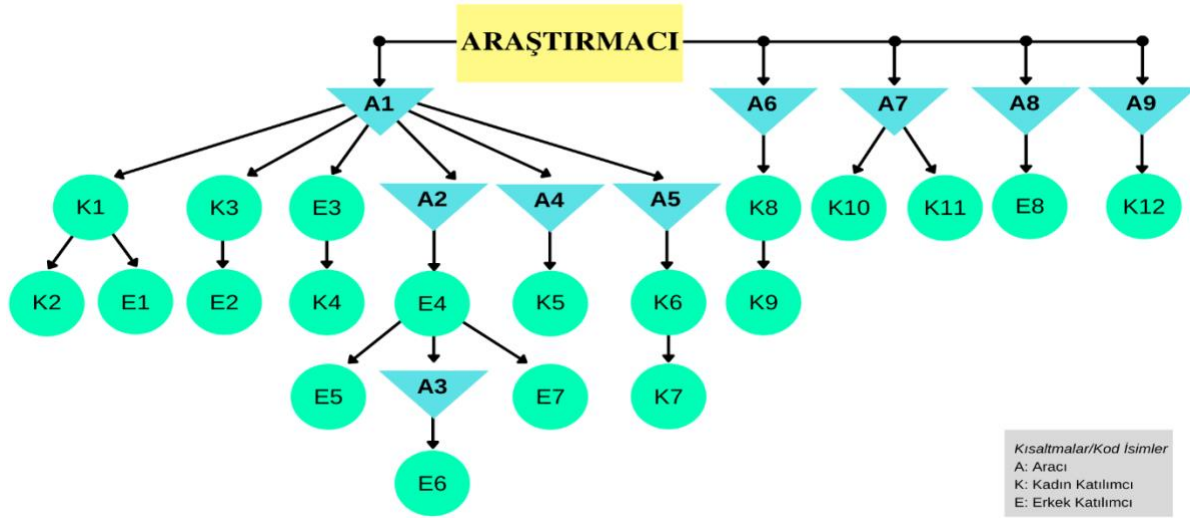 ARAŞTIRMACI
A1
A6
A7
A8
A9
K1
K3
E3
A2
A4
A5
K8
K10
K11
E8
K12
K2
E1
E2
K4
E4
K5
K6
K9
E5
A3
E7
K7
E6
Kısaltmalar/Kod İsimler
A: Aracı
K: Kadın Katılımcı
E: Erkek Katılımcı